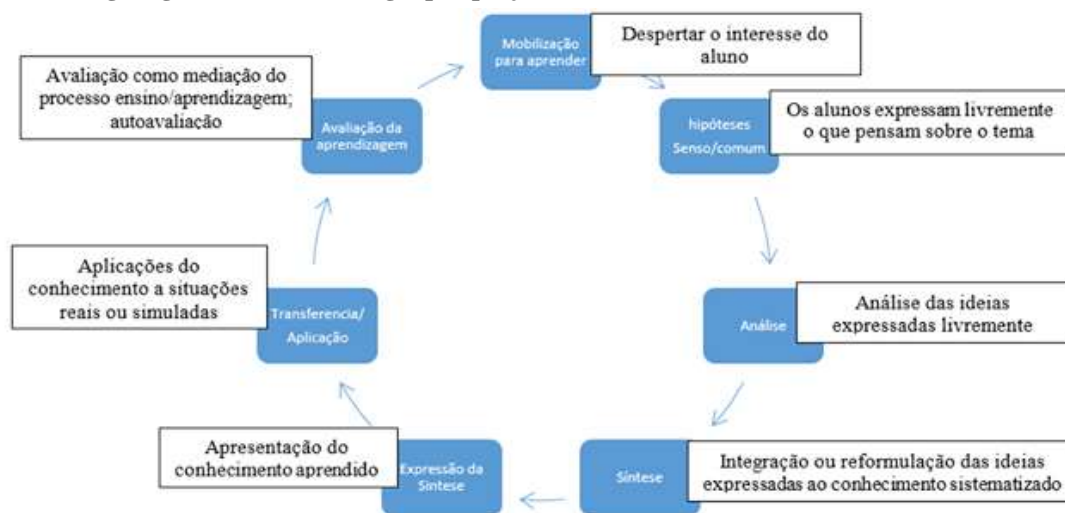 Mobilização
para aprender
Despertar o interesse do
aluno
hipóteses
Senso/comum
Os alunos expressam livremente
o que pensam sobre o tema
Análise
Análise das ideias
expressadas livremente
Síntese
Integração ou reformulação das ideias
expressadas ao conhecimento sistematizado
Expressão da
Síntese
Apresentação do
conhecimento aprendido
Transferencia/
Aplicação
Aplicações do
conhecimento a situações
reais ou simuladas
Avaliação da
aprendizagem
Avaliação como mediação do
processo ensino/aprendizagem;
autoavaliação